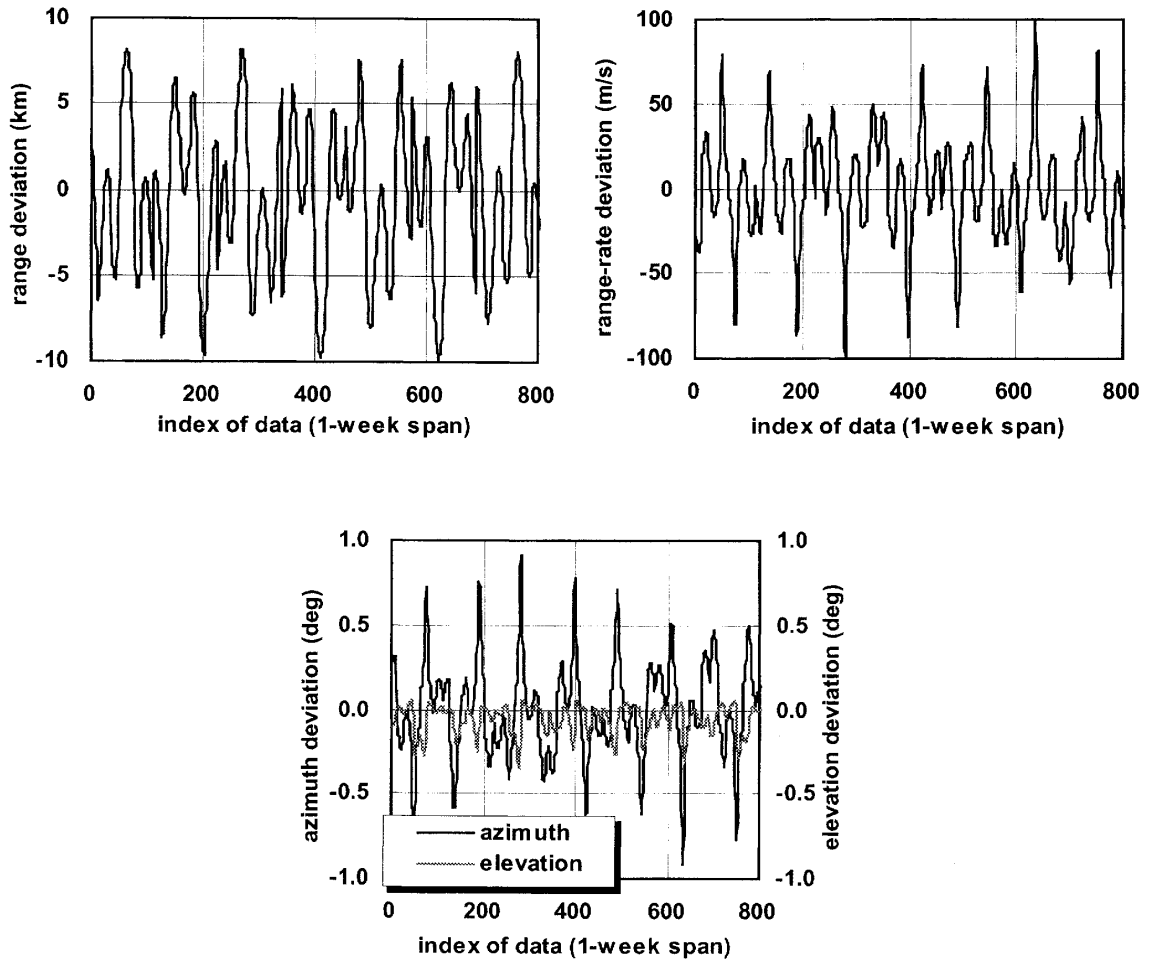 range deviation (km)
10
5
0
-5
-10
0 200 400 600 800
index of data (1-week span)
range-rate deviation (m/s)
100
50
0
-50
-100
0 200 400 600 800
index of data (1-week span)
azimuth deviation (deg)
1.0
0.5
0.0
-0.5
-1.0
azimuth
elevation
0 200 400 600 800
index of data (1-week span)
1.0
0.5
0.0
-0.5
-1.0
elevation deviation (deg)